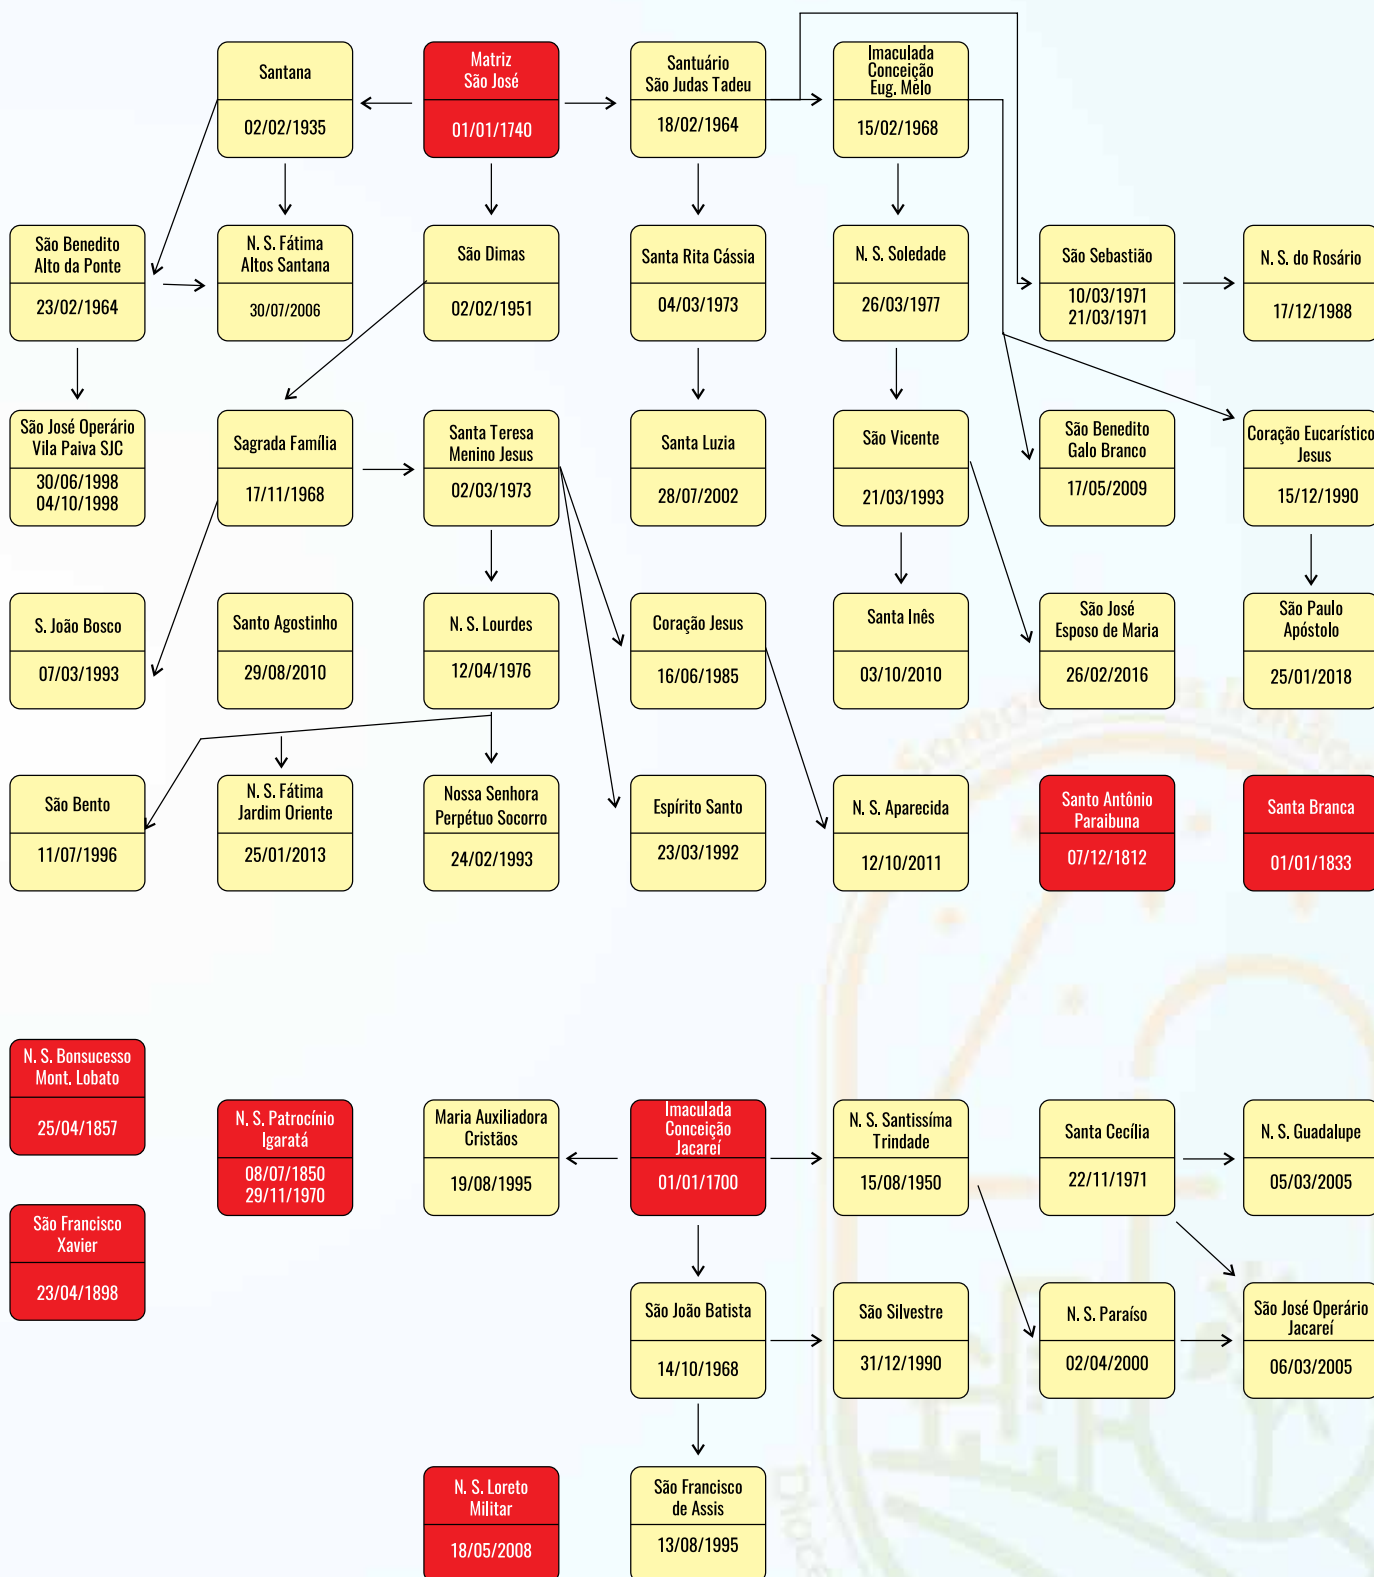 Santana
02/02/1935
Matriz
São José
01/01/1740
Santuário
São Judas Tadeu
18/02/1964
Imaculada
Conceição
Eug. Melo
15/02/1968
São Benedito
Alto da Ponte
23/02/1964
N. S. Fátima
Altos Santana
30/07/2006
São Dimas
02/02/1951
Santa Rita Cássia
04/03/1973
N. S. Soledade
26/03/1977
São Sebastião
10/03/1971
21/03/1971
N. S. do Rosário
17/12/1988
São José Operário
Vila Paiva SJC
30/06/1998
04/10/1998
Sagrada Família
17/11/1968
Santa Teresa
Menino Jesus
02/03/1973
Santa Luzia
28/07/2002
São Vicente
21/03/1993
São Benedito
Galo Branco
17/05/2009
Coração Eucarístico
Jesus
15/12/1990
S. João Bosco
07/03/1993
Santo Agostinho
29/08/2010
N. S. Lourdes
12/04/1976
Coração Jesus
16/06/1985
Santa Inês
03/10/2010
São José
Esposo de Maria
26/02/2016
São Paulo
Apóstolo
25/01/2018
São Bento
11/07/1996
N. S. Fátima
Jardim Oriente
25/01/2013
Nossa Senhora
Perpétuo Socorro
24/02/1993
Espírito Santo
23/03/1992
N. S. Aparecida
12/10/2011
Santo Antônio
Paraibuna
07/12/1812
Santa Branca
01/01/1833
N. S. Bonsucesso
Mont. Lobato
25/04/1857
N. S. Patrocínio
Igaratá
08/07/1850
29/11/1970
Maria Auxiliadora
Cristãos
19/08/1995
Imaculada
Conceição
Jacareí
01/01/1700
N. S. Santissíma
Trindade
15/08/1950
Santa Cecília
22/11/1971
N. S. Guadalupe
05/03/2005
São Francisco
Xavier
23/04/1898
São João Batista
14/10/1968
São Silvestre
31/12/1990
N. S. Paraíso
02/04/2000
São José Operário
Jacareí
06/03/2005
N. S. Loreto
Militar
18/05/2008
São Francisco
de Assis
13/08/1995